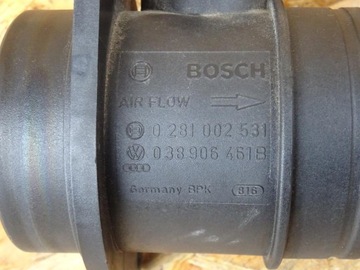 BOSCH
AIR FLOW
0 281 002 531
038 906 461B
Germany BPK 816